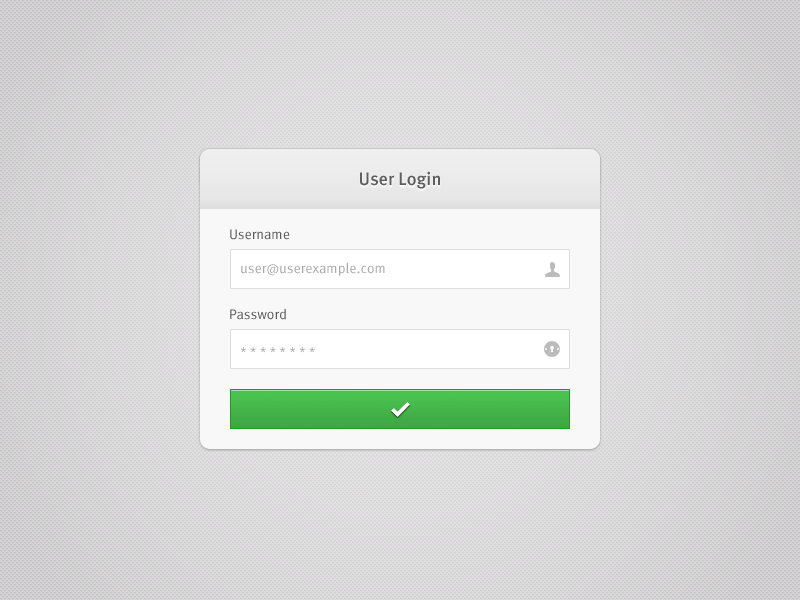 User Login
Username
user@userexample.com
Password
********